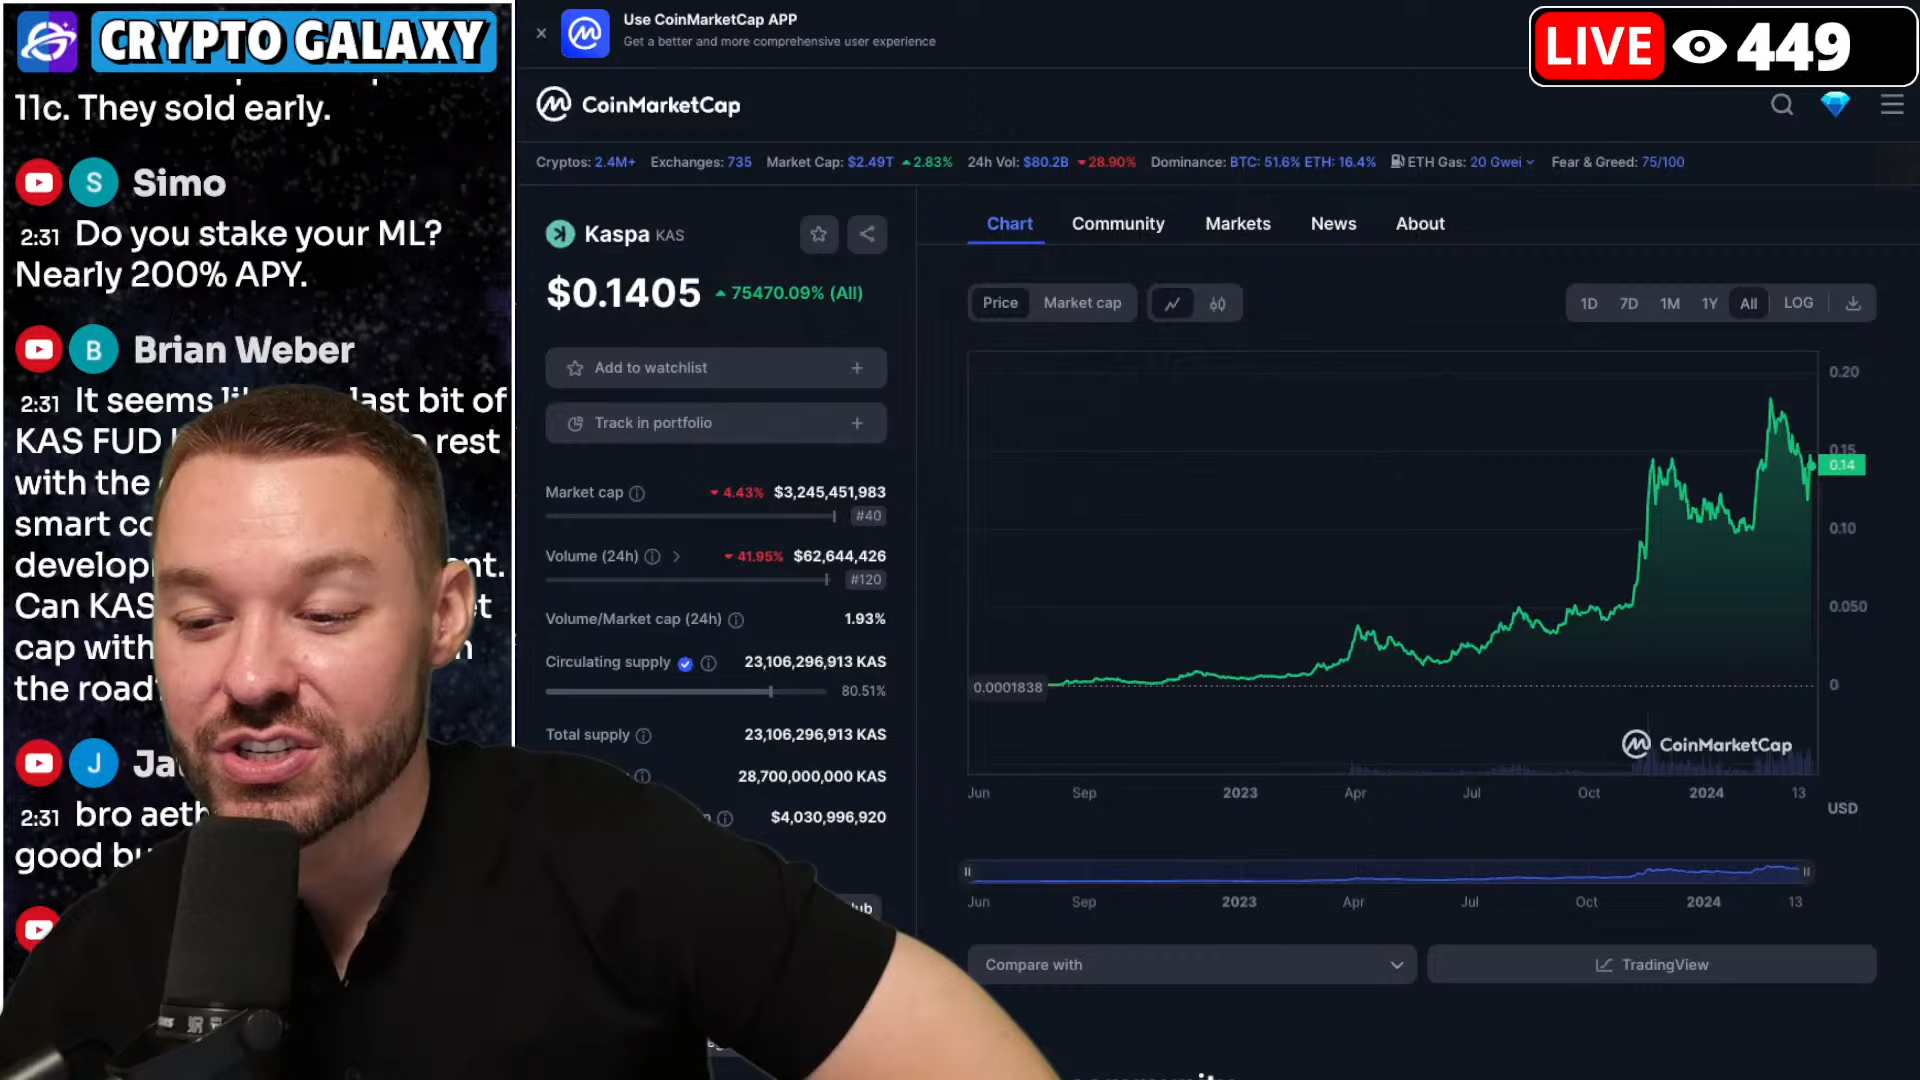 CRYPTO GALAXY
11c. They sold early.
Simo
2:31 Do you stake your ML?
Nearly 200% APY.
Brian Weber
2:31 It seems last bit of
KAS FUD rest
with the
smart
Can KAS
cap with
the road?
2:31 bro
good
Use CoinMarketCap APP
Get a better and more comprehensive user experience
LIVE 449
CoinMarketCap
Cryptos: 2.4M+ Exchanges: 735 Market Cap: $2.49T 2.83% 24h Vol: $80.2B 28.90% Dominance: BTC: 51.6% ETH: 16.4% ETH Gas: 20 Gwei Fear & Greed: 75/100
Kaspa KAS
$0.1405 75470.09% (All)
Add to watchlist +
Track in portfolio +
Market cap 4.43% $3,245,451,983
#40
Volume (24h) 41.95% $62,644,426
#120
Volume/Market cap (24h) 1.93%
Circulating supply 23,106,296,913 KAS
80.51%
Total supply 23,106,296,913 KAS
28,700,000,000 KAS
$4,030,996,920
Chart Community Markets News About
Price Market cap
1D 7D 1M 1Y All LOG
0.20
0.15
0.14
0.10
0.050
0
0.0001838
CoinMarketCap
Jun Sep 2023 Apr Jul Oct 2024 13
USD
Jun Sep 2023 Apr Jul Oct 2024 13
Compare with
TradingView